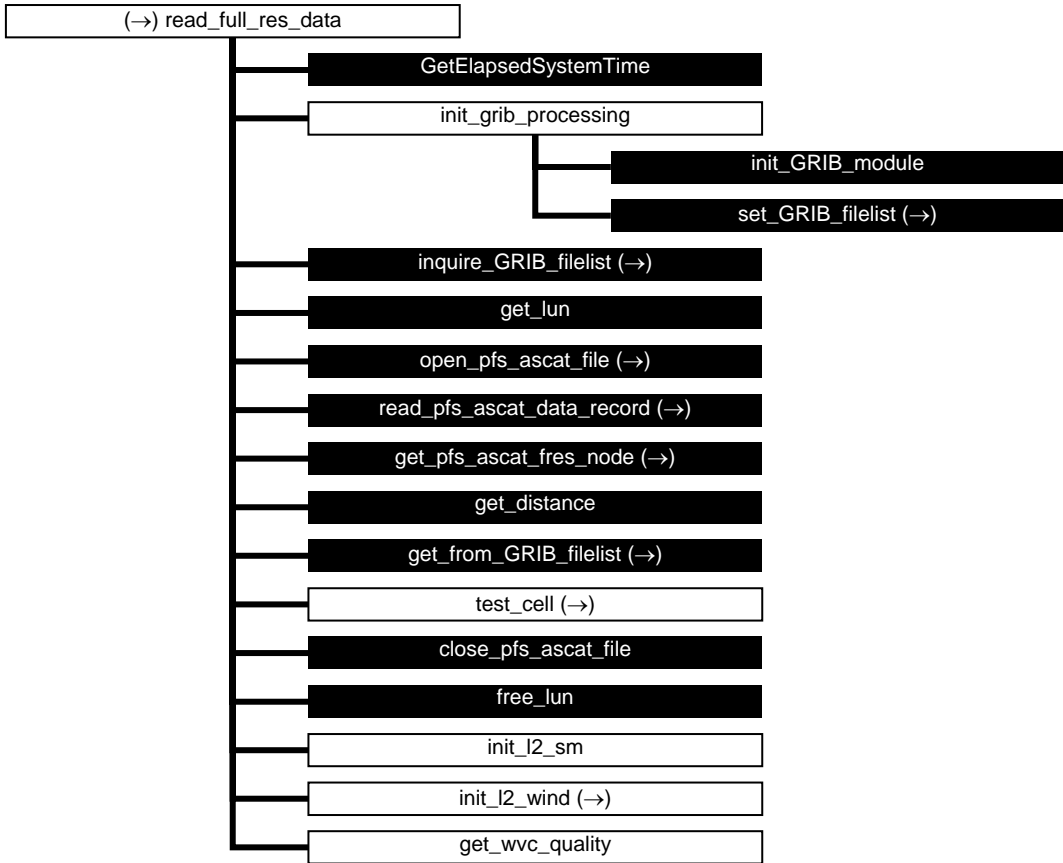 (→) read_full_res_data
GetElapsedSystemTime
init_grib_processing
init_GRIB_module
set_GRIB_filelist (→)
inquire_GRIB_filelist (→)
get_lun
open_pfs_ascat_file (→)
read_pfs_ascat_data_record (→)
get_pfs_ascat_fres_node (→)
get_distance
get_from_GRIB_filelist (→)
test_cell (→)
close_pfs_ascat_file
free_lun
init_l2_sm
init_l2_wind (→)
get_wvc_quality